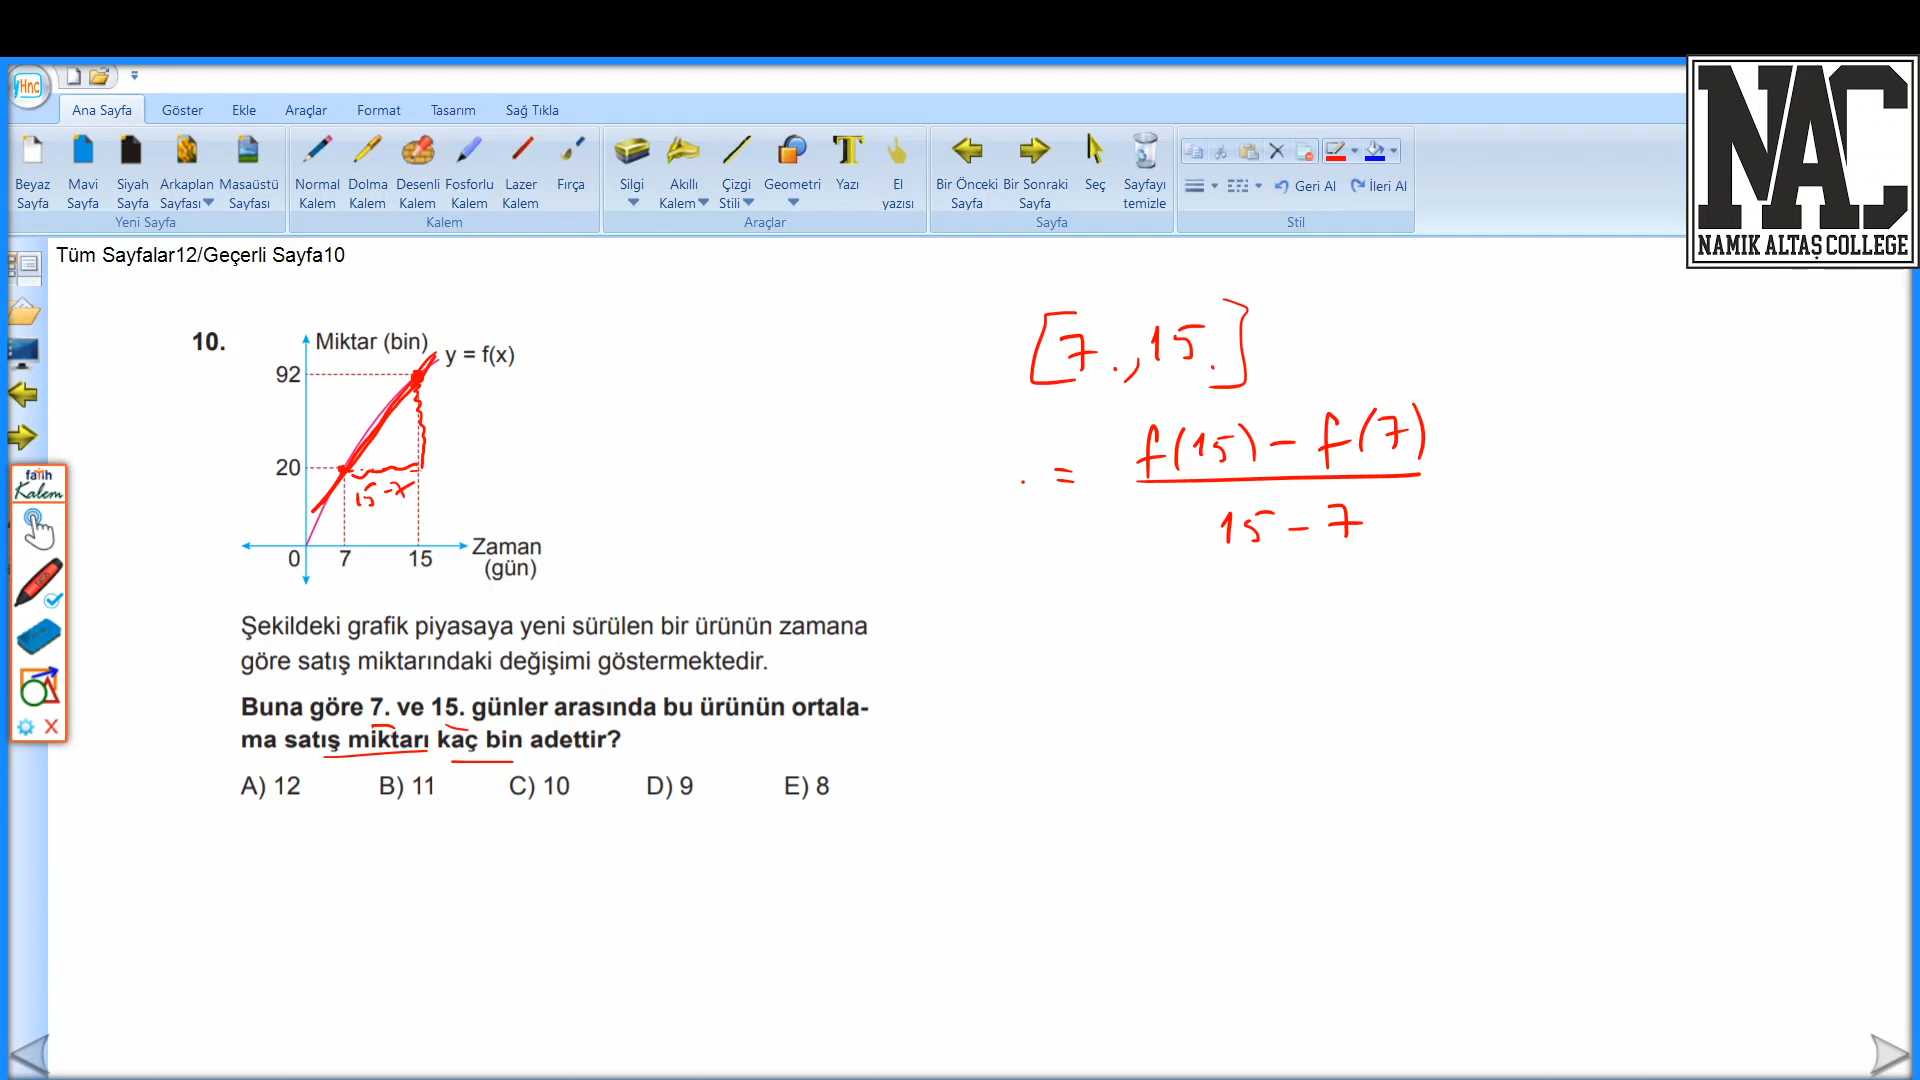 Hnc
Ana Sayfa Göster Ekle Araçlar Format Tasarım Sağ Tıkla
Beyaz Sayfa
Mavi Sayfa
Siyah Sayfa
Arkaplan Sayfası
Masaüstü Sayfası
Yeni Sayfa
Normal Kalem
Dolma Kalem
Desenli Kalem
Fosforlu Kalem
Lazer Kalem
Fırça
Kalem
Silgi
Akıllı Kalem
Çizgi Stili
Geometri
Yazı
El yazısı
Araçlar
Bir Önceki Sayfa
Bir Sonraki Sayfa
Seç
Sayfayı temizle
Sayfa
Geri Al
İleri Al
Stil
NAC
NAMIK ALTAŞ COLLEGE
Tüm Sayfalar12/Geçerli Sayfa10
fatih
Kalem
10.
Miktar (bin)
y = f(x)
92
20
15-7
0 7 15
Zaman
(gün)
Şekildeki grafik piyasaya yeni sürülen bir ürünün zamana
göre satış miktarındaki değişimi göstermektedir.
Buna göre 7. ve 15. günler arasında bu ürünün ortala-
ma satış miktarı kaç bin adettir?
A) 12 B) 11 C) 10 D) 9 E) 8
[7., 15.]
= f(15) - f(7)
15 - 7